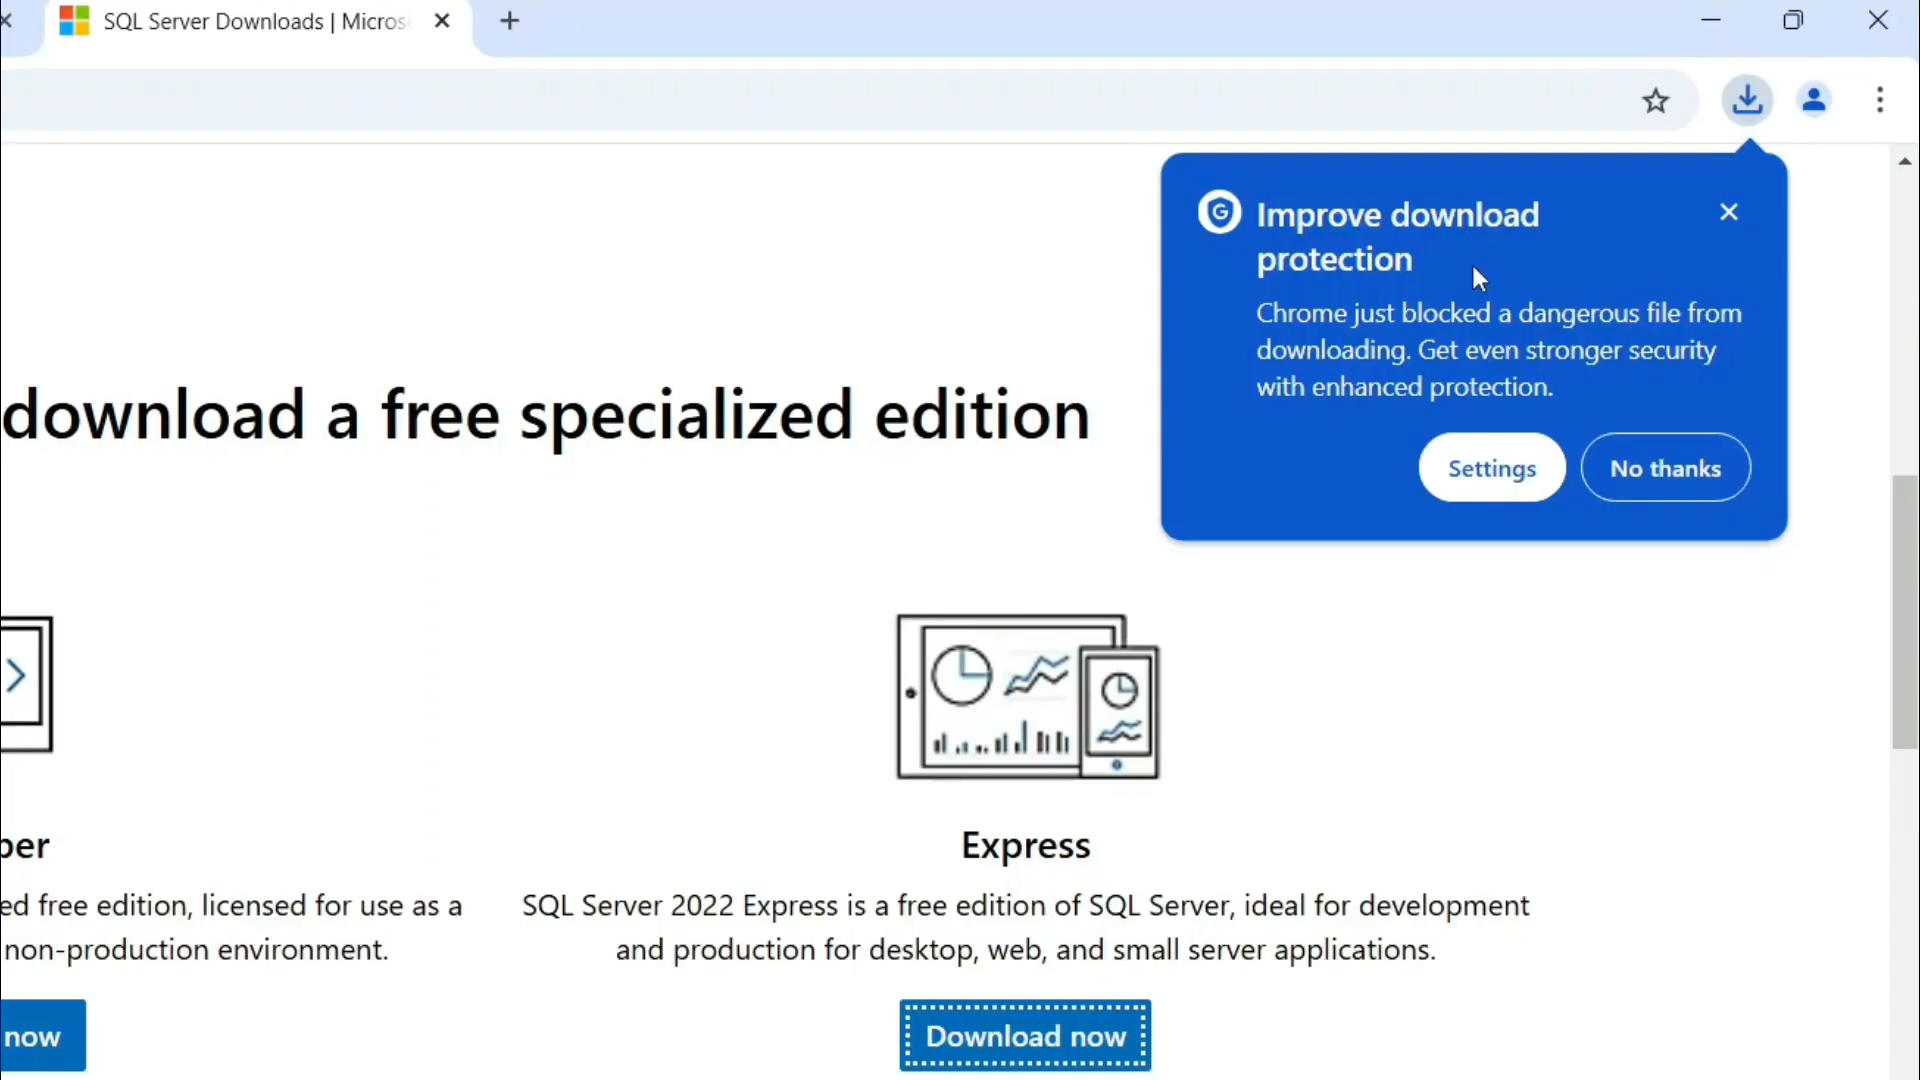 SQL Server Downloads | Micros
Improve download
protection
Chrome just blocked a dangerous file from
downloading. Get even stronger security
with enhanced protection.
Settings
No thanks
download a free specialized edition
per
ed free edition, licensed for use as a
non-production environment.
now
Express
SQL Server 2022 Express is a free edition of SQL Server, ideal for development
and production for desktop, web, and small server applications.
Download now